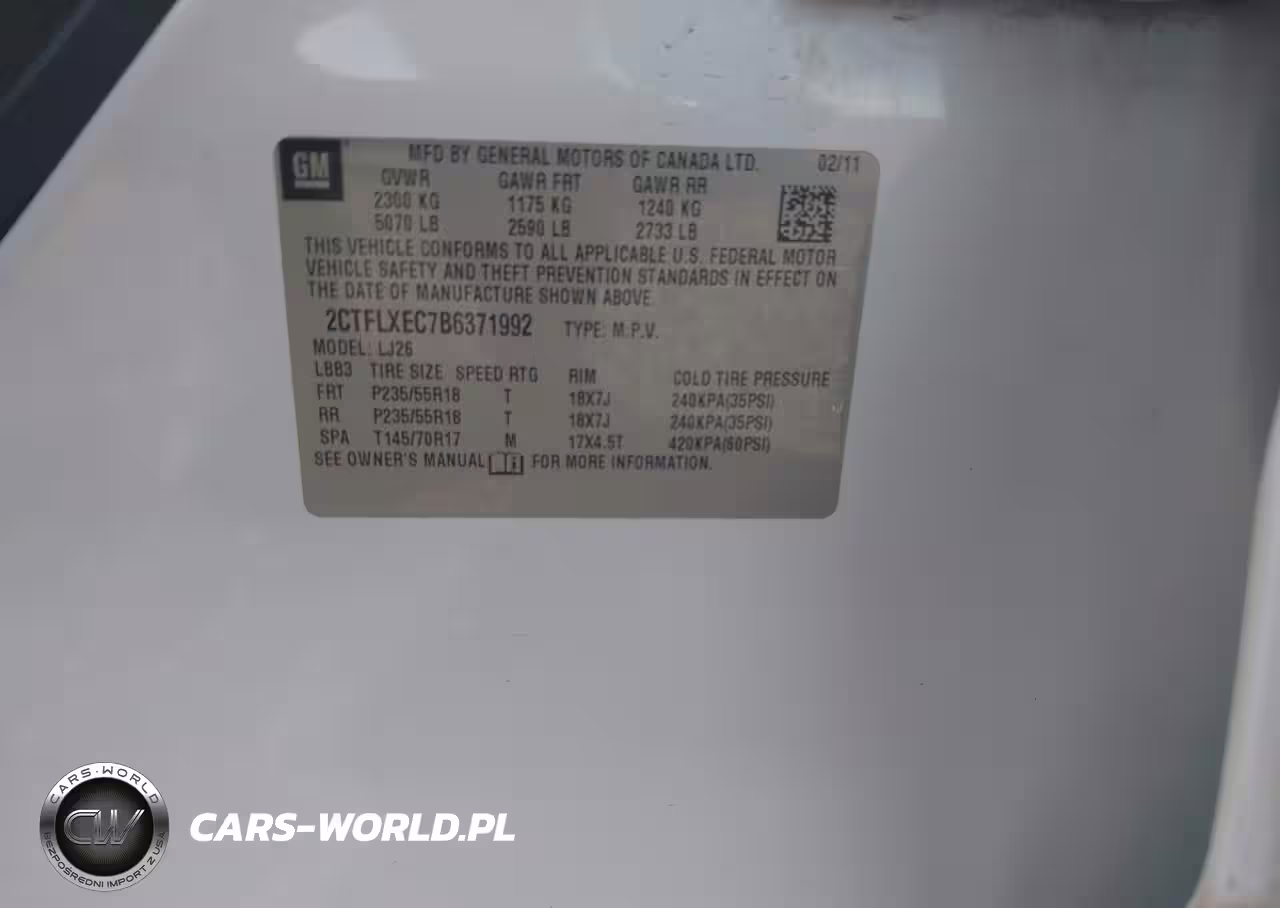 GM
MFD BY GENERAL MOTORS OF CANADA LTD. 02/11
GVWR GAWR FRT GAWR RR
2300 KG 1175 KG 1240 KG
5070 LB 2590 LB 2733 LB
THIS VEHICLE CONFORMS TO ALL APPLICABLE U.S. FEDERAL MOTOR
VEHICLE SAFETY AND THEFT PREVENTION STANDARDS IN EFFECT ON
THE DATE OF MANUFACTURE SHOWN ABOVE.
2CTFLXEC7B6371992 TYPE: M.P.V.
MODEL: LJ26
LBB3 TIRE SIZE SPEED RTG RIM COLD TIRE PRESSURE
FRT P235/55R18 T 18X7J 240KPA(35PSI)
RR P235/55R18 T 18X7J 240KPA(35PSI)
SPA T145/70R17 M 17X4.5T 420KPA(60PSI)
SEE OWNER'S MANUAL FOR MORE INFORMATION.
CARS-WORLD
CW
BEZPOŚREDNI IMPORT Z USA
CARS-WORLD.PL